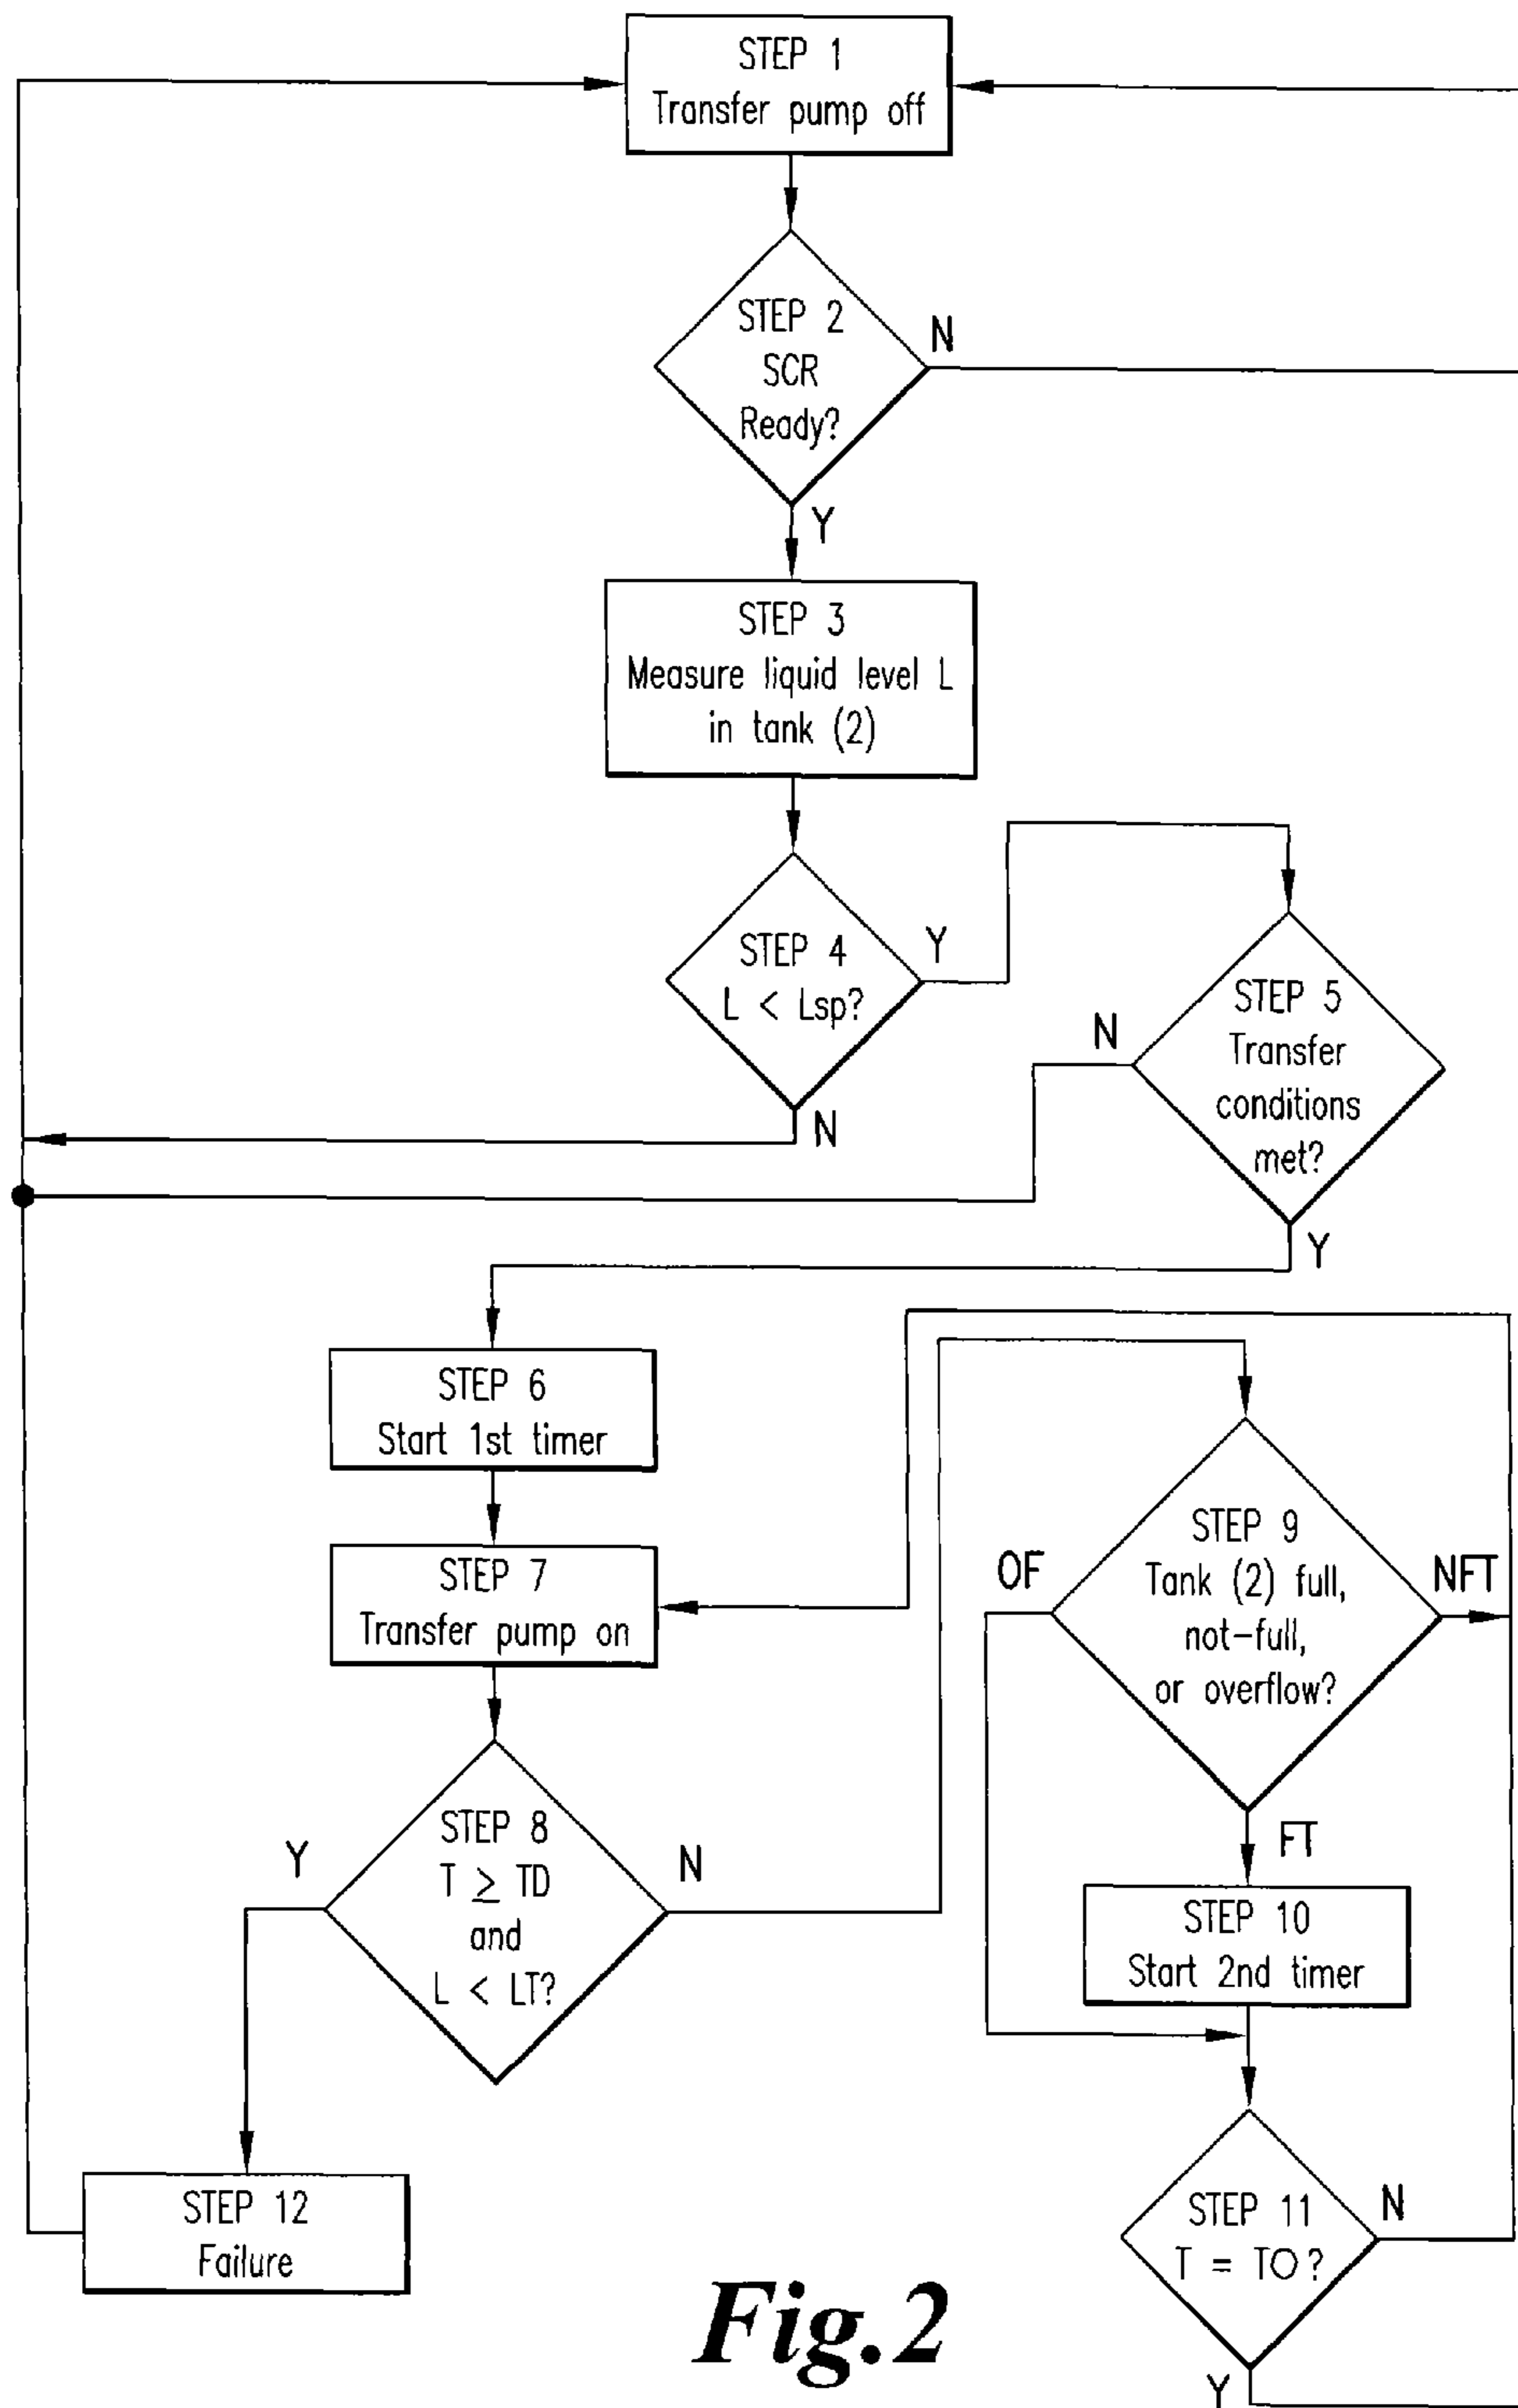 STEP 1
Transfer pump off
STEP 2
SCR
Ready?
N
Y
STEP 3
Measure liquid level L
in tank (2)
STEP 4
L < Lsp?
Y
N
STEP 5
Transfer
conditions
met?
N
Y
STEP 6
Start 1st timer
STEP 7
Transfer pump on
STEP 8
T ≥ TD
and
L < LT?
Y
N
STEP 9
Tank (2) full,
not-full,
or overflow?
OF
NFT
FT
STEP 10
Start 2nd timer
STEP 11
T = TO?
N
Y
STEP 12
Failure
Fig.2